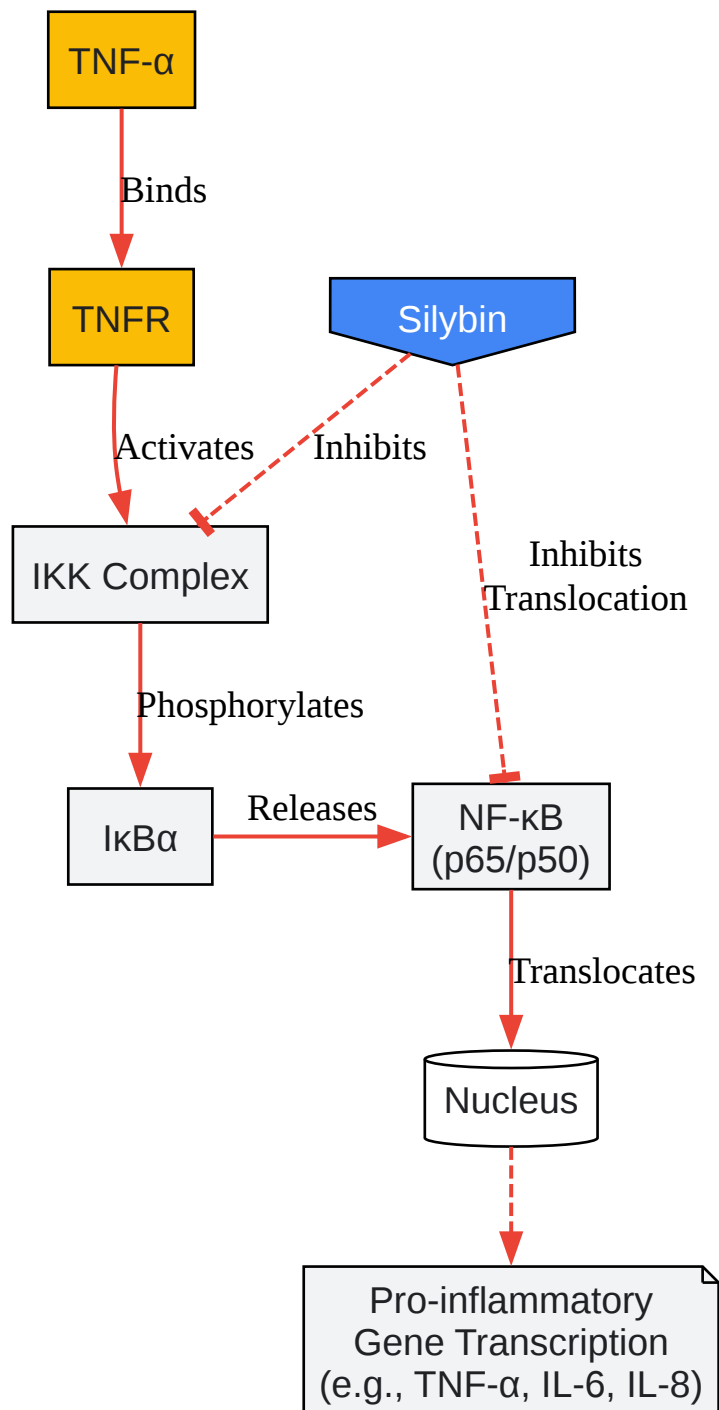 TNF-α
Binds
TNFR
Silybin
Activates
Inhibits
IKK Complex
Inhibits
Translocation
Phosphorylates
IκBα
Releases
NF-κB
(p65/p50)
Translocates
Nucleus
Pro-inflammatory
Gene Transcription
(e.g., TNF-α, IL-6, IL-8)